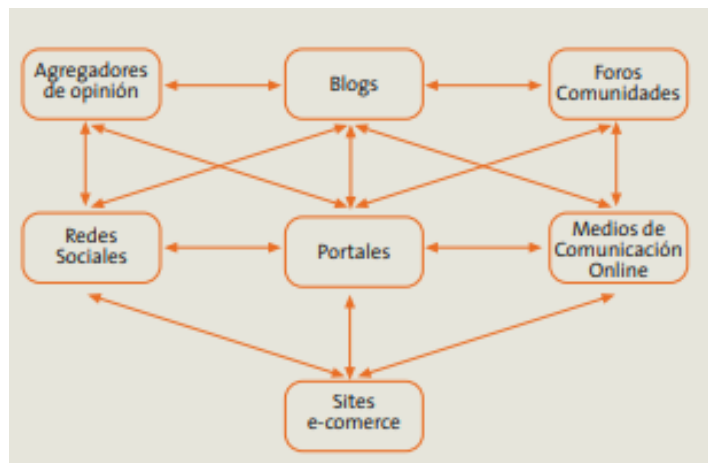 Agregadores
de opinión
Blogs
Foros
Comunidades
Redes
Sociales
Portales
Medios de
Comunicación
Online
Sites
e-comerce